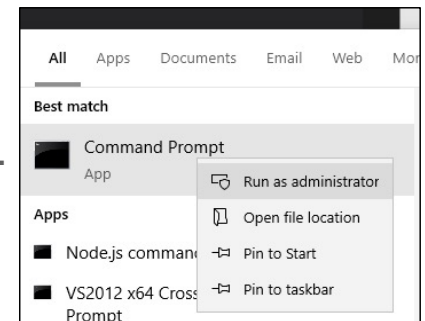 All Apps Documents Email Web Mor
Best match
Command Prompt
App
Run as administrator
Apps
Open file location
Node.js comman
Pin to Start
VS2012 x64 Cross
Pin to taskbar
Prompt